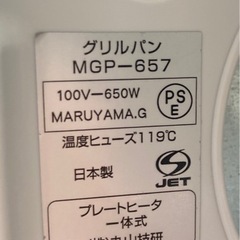 グリルパン
MGP-657
100V-650W
MARUYAMA.G
PS
E
温度ヒューズ119℃
日本製
JET
プレートヒータ
一体式